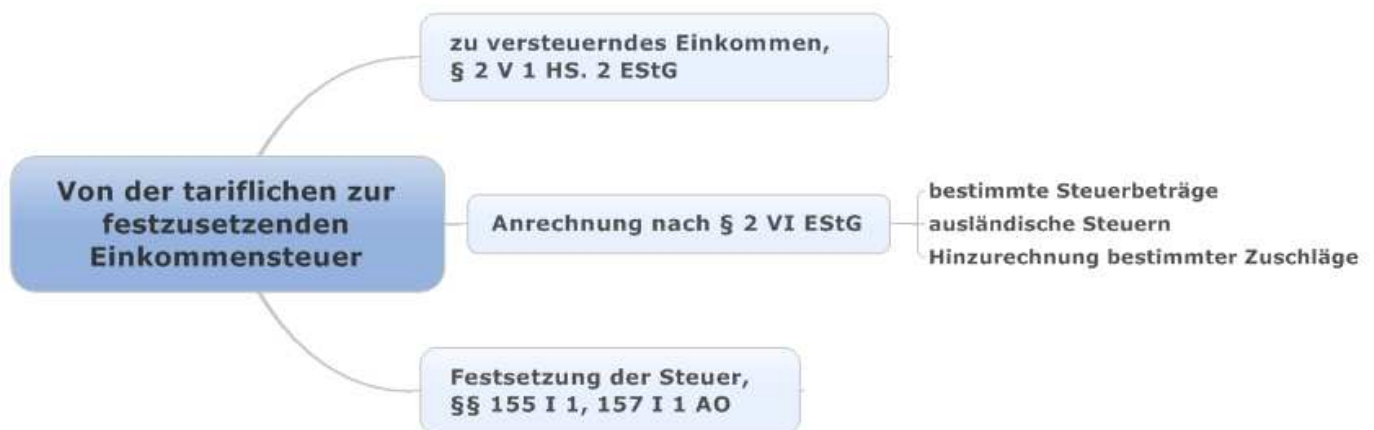 zu versteuerndes Einkommen,
§ 2 V 1 HS. 2 EStG
Von der tariflichen zur
festzusetzenden
Einkommensteuer
Anrechnung nach § 2 VI EStG
bestimmte Steuerbeträge
ausländische Steuern
Hinzurechnung bestimmter Zuschläge
Festsetzung der Steuer,
§§ 155 I 1, 157 I 1 AO